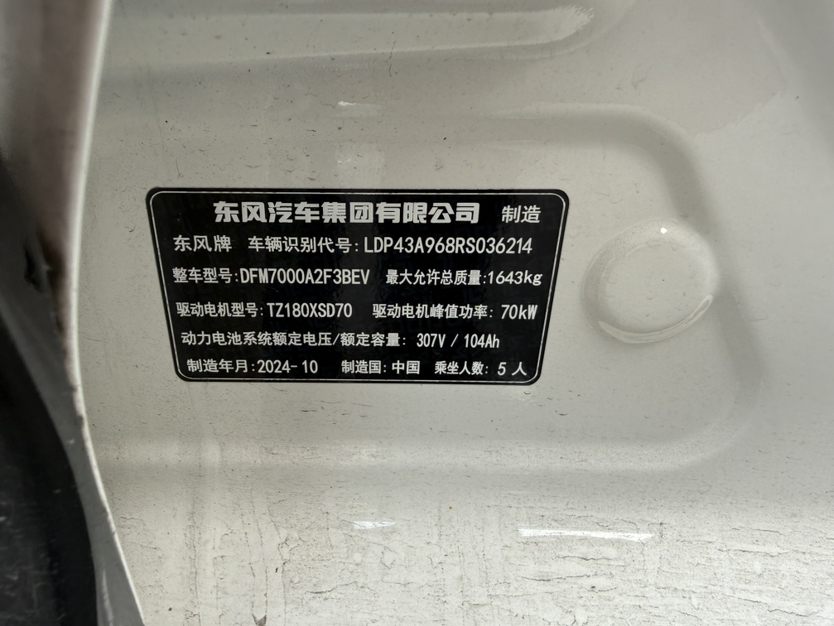 东风汽车集团有限公司 制造
东风牌 车辆识别代号: LDP43A968RS036214
整车型号:DFM7000A2F3BEV 最大允许总质量:1643kg
驱动电机型号: TZ180XSD70 驱动电机峰值功率: 70kW
动力电池系统额定电压/额定容量: 307V / 104Ah
制造年月:2024-10 制造国:中国 乘坐人数: 5 人